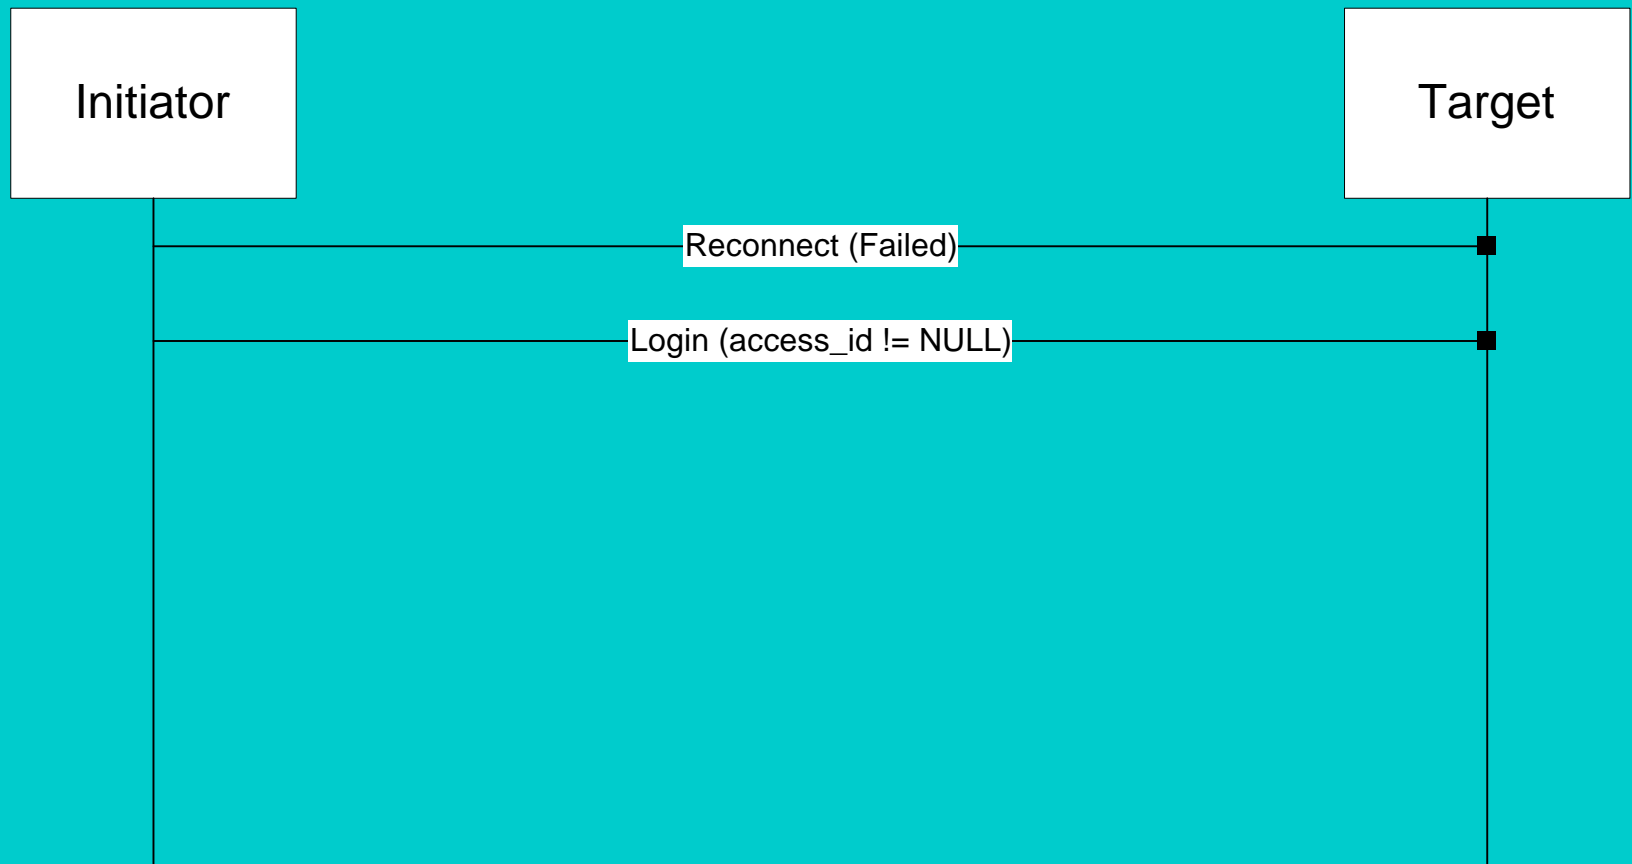 Initiator
Target
Reconnect (Failed)
Login (access_id != NULL)